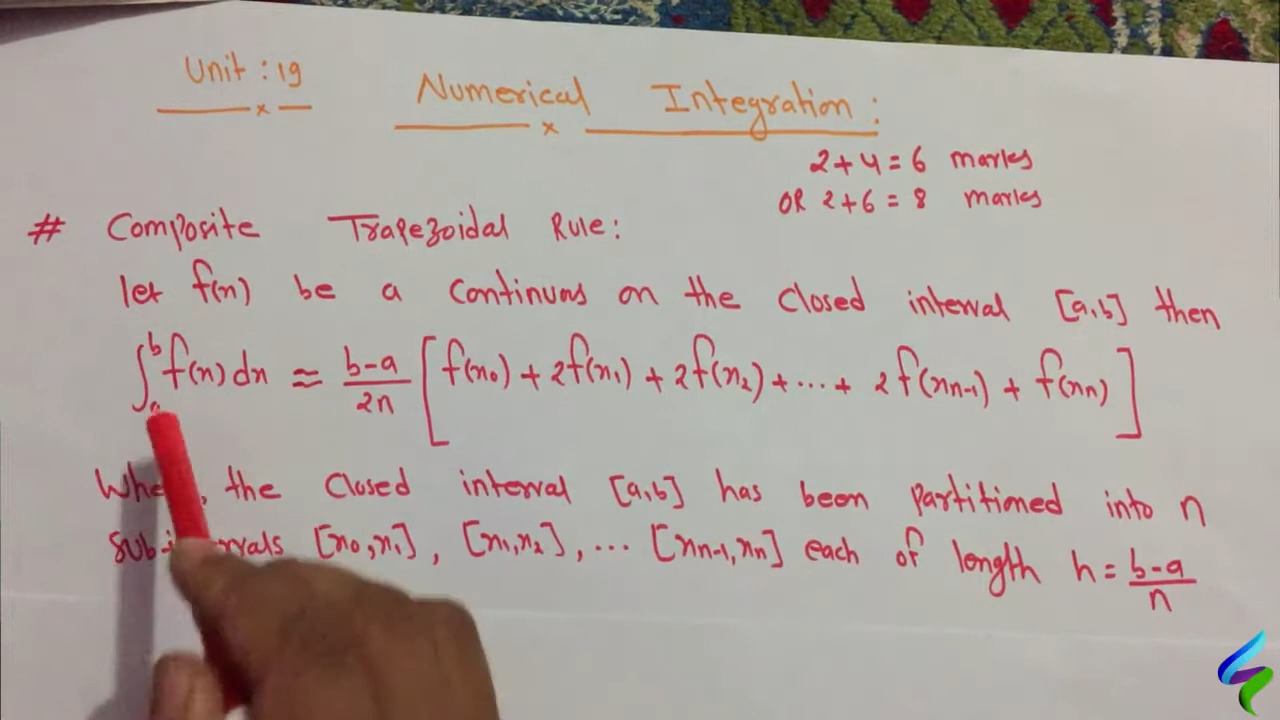 Unit : 19
Numerical Integration :
2 + 4 = 6 marks
OR 2 + 6 = 8 marks
# Composite Trapezoidal Rule :
let f(x) be a continuos on the closed interval [a,b] then
∫ₐᵇ f(x) dx ≈ (b-a)/2n [f(x₀) + 2f(x₁) + 2f(x₂) + ... + 2f(xn-1) + f(xn)]
the closed interval [a,b] has been partitioned into n
[x₀,x₁], [x₁,x₂], ... [xn-1,xn] each of length h = (b-a)/n